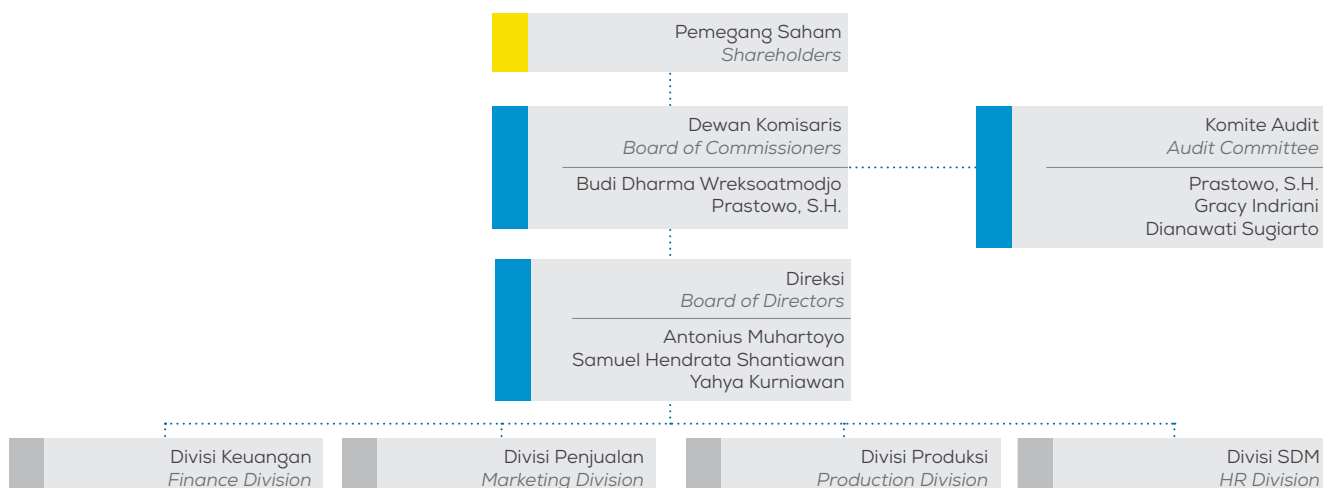 Pemegang Saham
Shareholders
Dewan Komisaris
Board of Commissioners
Budi Dharma Wreksoatmodjo
Prastowo, S.H.
Komite Audit
Audit Committee
Prastowo, S.H.
Gracy Indriani
Dianawati Sugiarto
Direksi
Board of Directors
Antonius Muhartoyo
Samuel Hendrata Shantiawan
Yahya Kurniawan
Divisi Keuangan
Finance Division
Divisi Penjualan
Marketing Division
Divisi Produksi
Production Division
Divisi SDM
HR Division